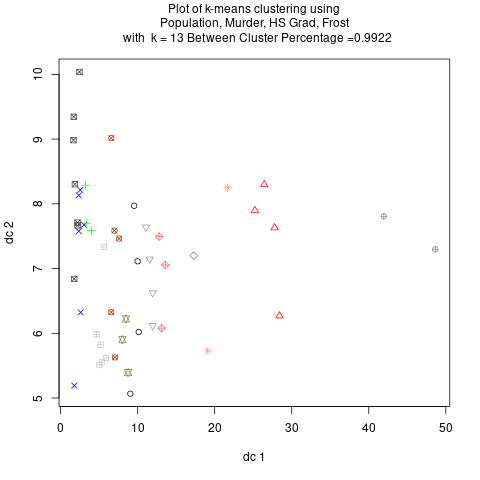 Plot of k-means clustering using
Population, Murder, HS Grad, Frost
with k = 13 Between Cluster Percentage =0.9922
dc 2
10
9
8
7
6
5
0 10 20 30 40 50
dc 1